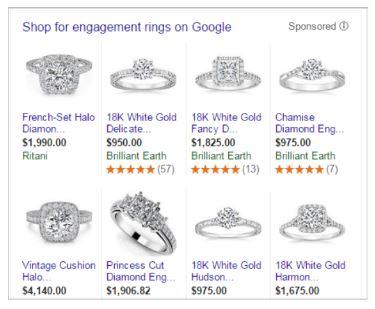 Shop for engagement rings on Google
Sponsored ⓘ
French-Set Halo
Diamon...
$1,990.00
Ritani
18K White Gold
Delicate...
$950.00
Brilliant Earth
★★★★★ (57)
18K White Gold
Fancy D...
$1,825.00
Brilliant Earth
★★★★★ (13)
Chamise
Diamond Eng...
$975.00
Brilliant Earth
★★★★★ (7)
Vintage Cushion
Halo...
$4,140.00
Princess Cut
Diamond Eng...
$1,906.82
18K White Gold
Hudson...
$975.00
18K White Gold
Harmon...
$1,675.00